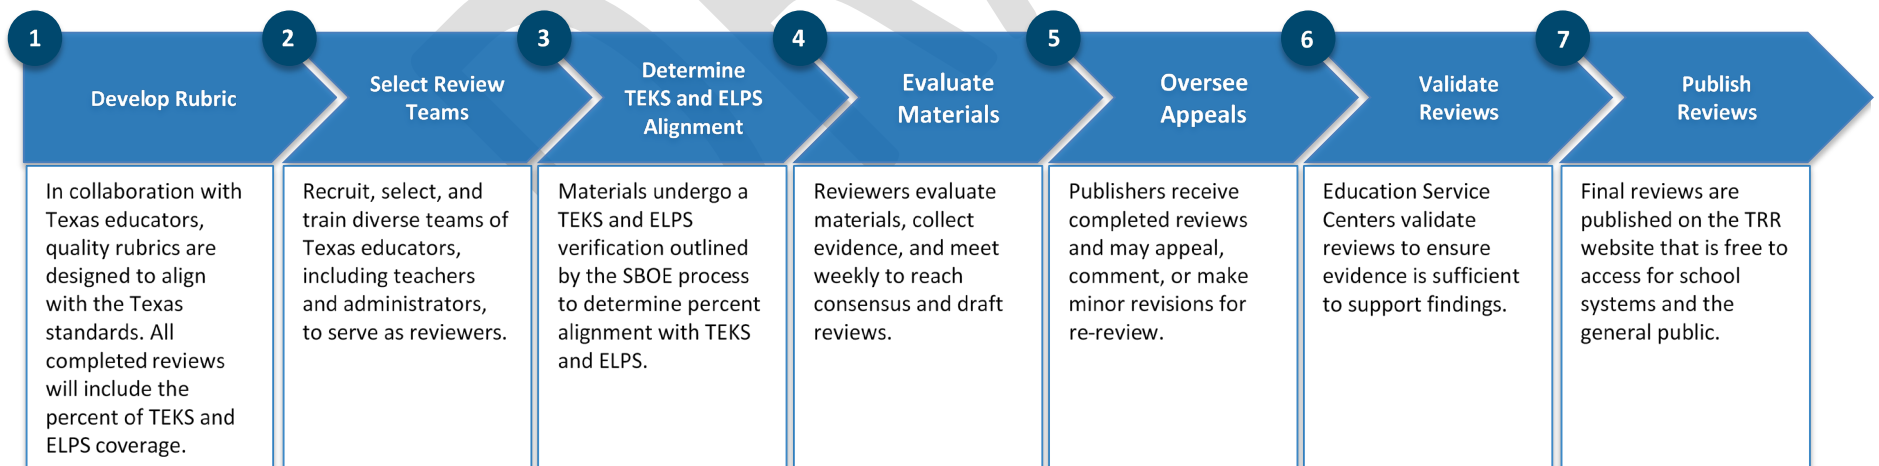 1
Develop Rubric
In collaboration with
Texas educators,
quality rubrics are
designed to align
with the Texas
standards. All
completed reviews
will include the
percent of TEKS and
ELPS coverage.
2
Select Review
Teams
Recruit, select, and
train diverse teams of
Texas educators,
including teachers
and administrators,
to serve as reviewers.
3
Determine
TEKS and ELPS
Alignment
Materials undergo a
TEKS and ELPS
verification outlined
by the SBOE process
to determine percent
alignment with TEKS
and ELPS.
4
Evaluate
Materials
Reviewers evaluate
materials, collect
evidence, and meet
weekly to reach
consensus and draft
reviews.
5
Oversee
Appeals
Publishers receive
completed reviews
and may appeal,
comment, or make
minor revisions for
re-review.
6
Validate
Reviews
Education Service
Centers validate
reviews to ensure
evidence is sufficient
to support findings.
7
Publish
Reviews
Final reviews are
published on the TRR
website that is free to
access for school
systems and the
general public.